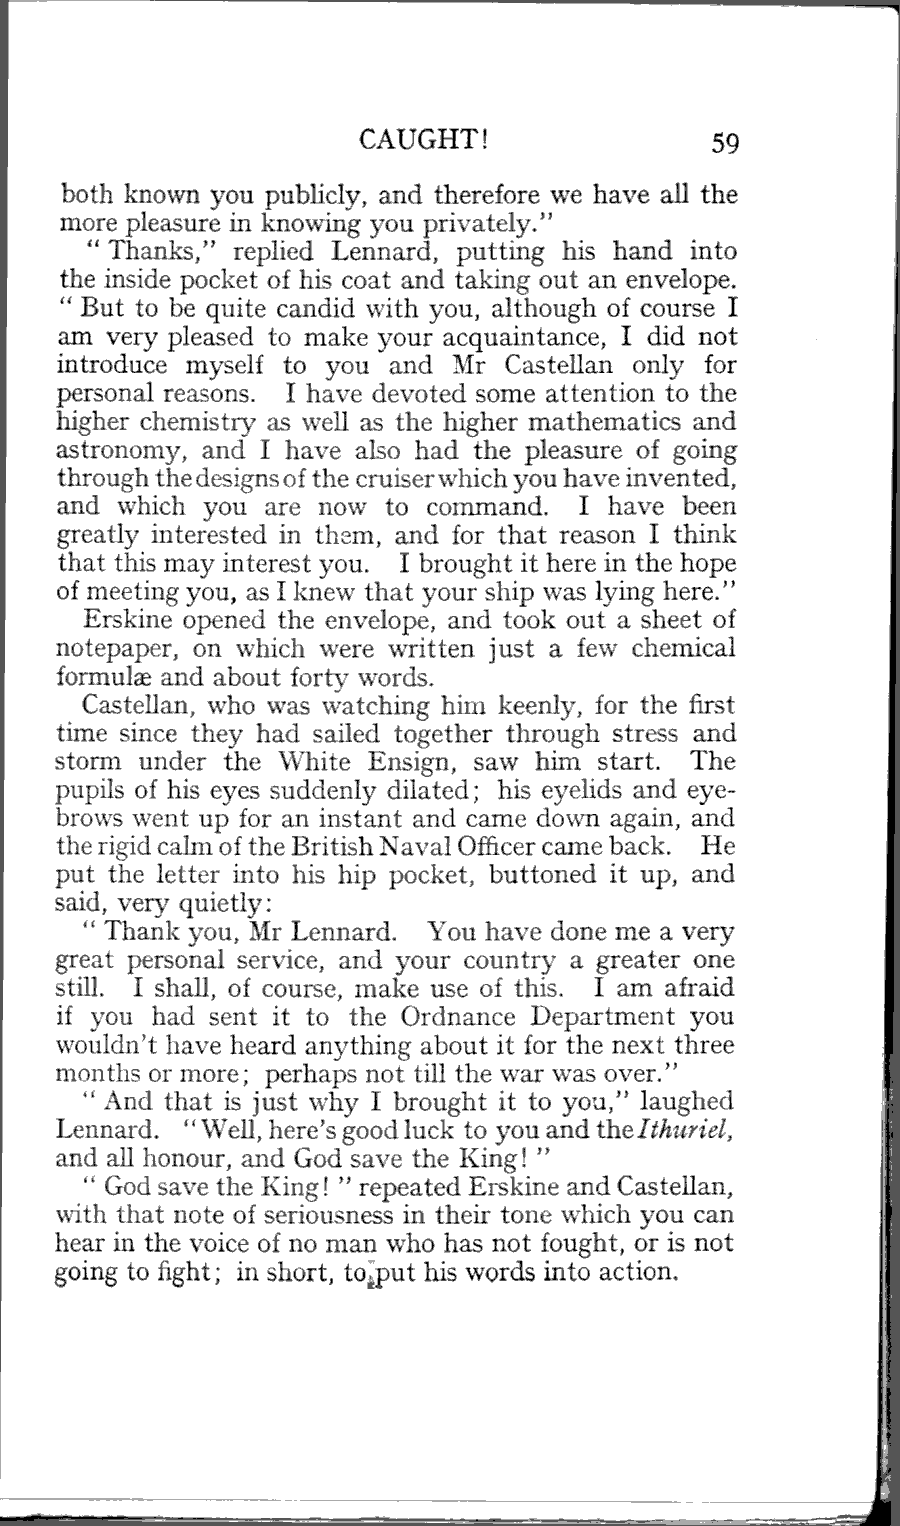 CAUGHT! 59
both known you publicly, and therefore we have all the
more pleasure in knowing you privately.”
“ Thanks,” replied Lennard, putting his hand into
the inside pocket of his coat and taking out an envelope.
“ But to be quite candid with you, although of course I
am very pleased to make your acquaintance, I did not
introduce myself to you and Mr Castellan only for
personal reasons. I have devoted some attention to the
higher chemistry as well as the higher mathematics and
astronomy, and I have also had the pleasure of going
through the designs of the cruiser which you have invented,
and which you are now to command. I have been
greatly interested in them, and for that reason I think
that this may interest you. I brought it here in the hope
of meeting you, as I knew that your ship was lying here.”
Erskine opened the envelope, and took out a sheet of
notepaper, on which were written just a few chemical
formulæ and about forty words.
Castellan, who was watching him keenly, for the first
time since they had sailed together through stress and
storm under the White Ensign, saw him start. The
pupils of his eyes suddenly dilated; his eyelids and eye-
brows went up for an instant and came down again, and
the rigid calm of the British Naval Officer came back. He
put the letter into his hip pocket, buttoned it up, and
said, very quietly:
“ Thank you, Mr Lennard. You have done me a very
great personal service, and your country a greater one
still. I shall, of course, make use of this. I am afraid
if you had sent it to the Ordnance Department you
wouldn’t have heard anything about it for the next three
months or more; perhaps not till the war was over.”
“ And that is just why I brought it to you,” laughed
Lennard. “Well, here’s good luck to you and the Ithuriel,
and all honour, and God save the King! ”
“ God save the King! ” repeated Erskine and Castellan,
with that note of seriousness in their tone which you can
hear in the voice of no man who has not fought, or is not
going to fight; in short, to put his words into action.